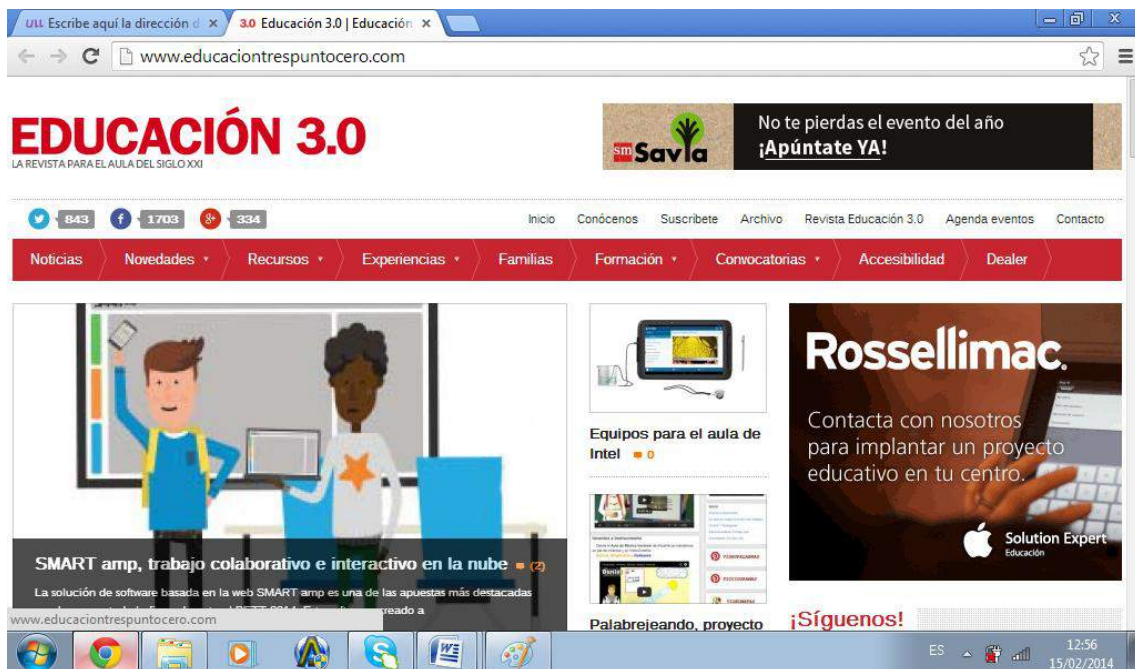 ULL Escribe aquí la dirección d
3.0 Educación 3.0 | Educación
www.educaciontrespuntocero.com
EDUCACIÓN 3.0
LA REVISTA PARA EL AULA DEL SIGLO XXI
sm Savia
No te pierdas el evento del año
¡Apúntate YA!
843 1703 334
Inicio Conócenos Suscríbete Archivo Revista Educación 3.0 Agenda eventos Contacto
Noticias Novedades Recursos Experiencias Familias Formación Convocatorias Accesibilidad Dealer
SMART amp, trabajo colaborativo e interactivo en la nube (2)
La solución de software basada en la web SMART amp es una de las apuestas más destacadas
www.educaciontrespuntocero.com
Equipos para el aula de
Intel 0
Palabrejeando, proyecto
Rossellimac.
Contacta con nosotros
para implantar un proyecto
educativo en tu centro.
Solution Expert
Educación
¡Síguenos!
ES
12:56
15/02/2014